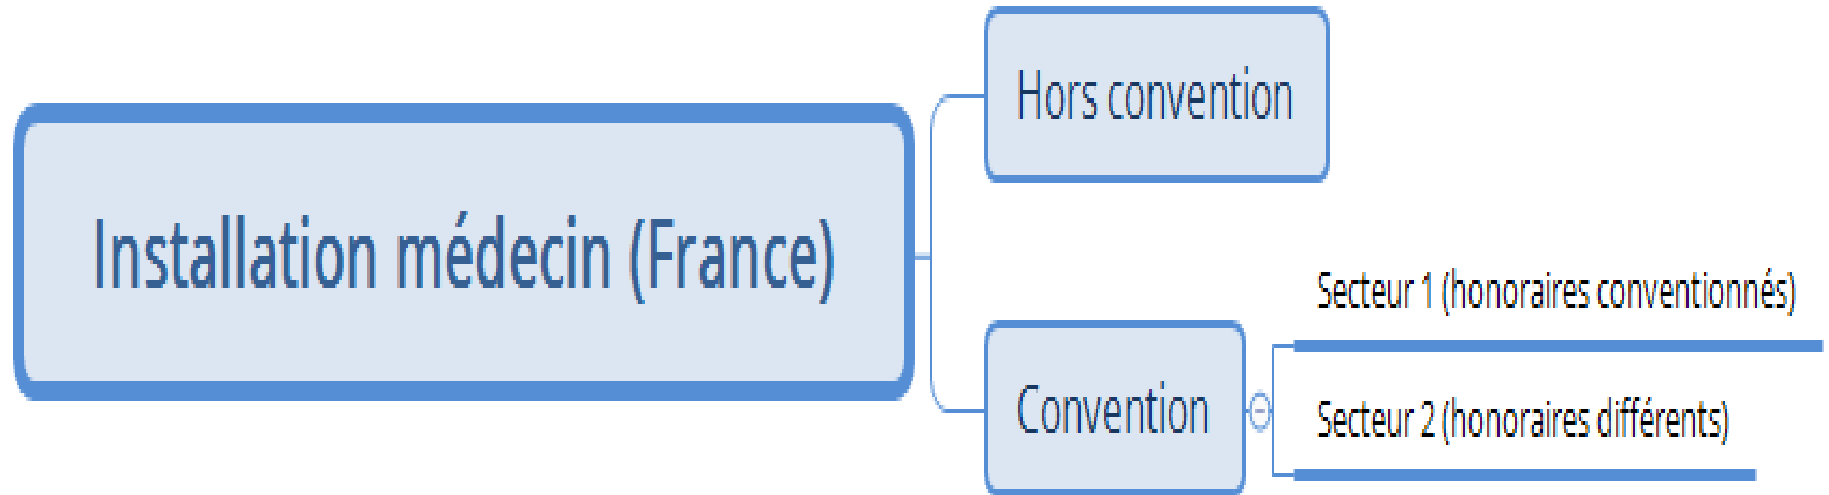 Installation médecin (France)
Hors convention
Convention
Secteur 1 (honoraires conventionnés)
Secteur 2 (honoraires différents)